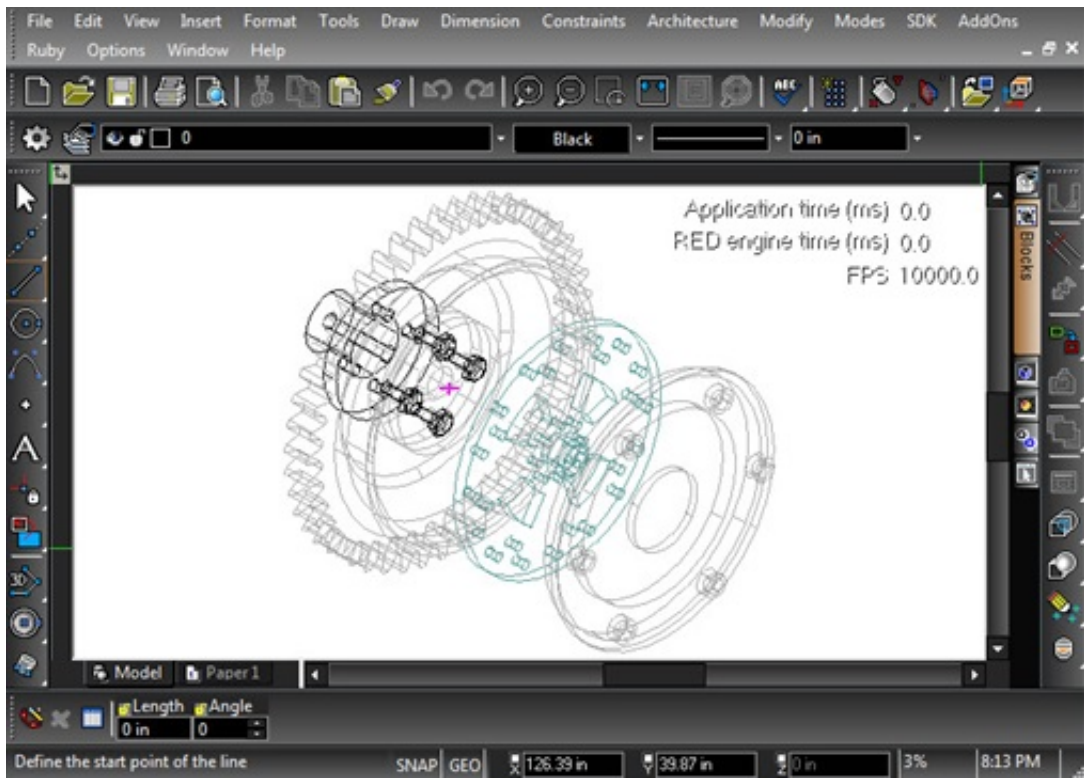 File Edit View Insert Format Tools Draw Dimension Constraints Architecture Modify Modes SDK AddOns
Ruby Options Window Help
ABC
0 Black 0 in
Application time (ms) 0.0
RED engine time (ms) 0.0
FPS 10000.0
Blocks
A
3D
Model Paper 1
Length Angle
0 in 0
Define the start point of the line SNAP GEO X 126.39 in Y 39.87 in Z 0 in 3% 8:13 PM